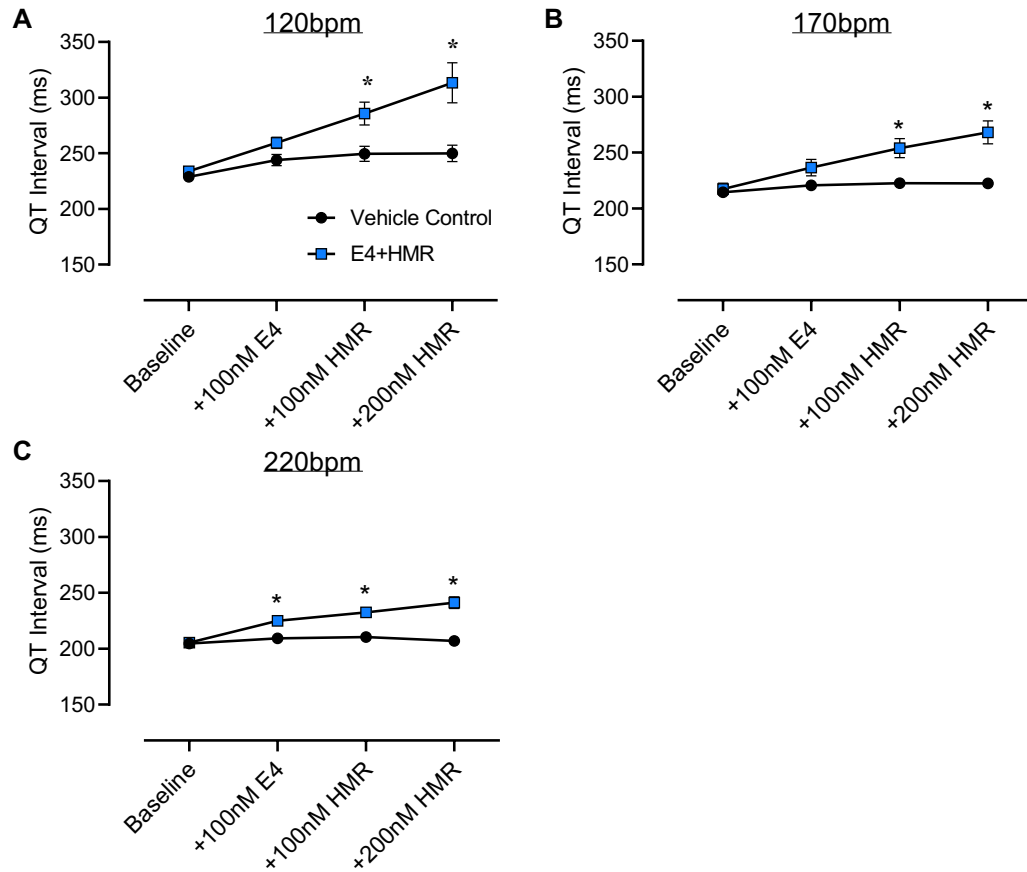 A
120bpm
QT Interval (ms)
350
300
250
200
150
*
*
Vehicle Control
E4+HMR
Baseline
+100nM E4
+100nM HMR
+200nM HMR
B
170bpm
QT Interval (ms)
350
300
250
200
150
*
*
Baseline
+100nM E4
+100nM HMR
+200nM HMR
C
220bpm
QT Interval (ms)
350
300
250
200
150
*
*
*
Baseline
+100nM E4
+100nM HMR
+200nM HMR